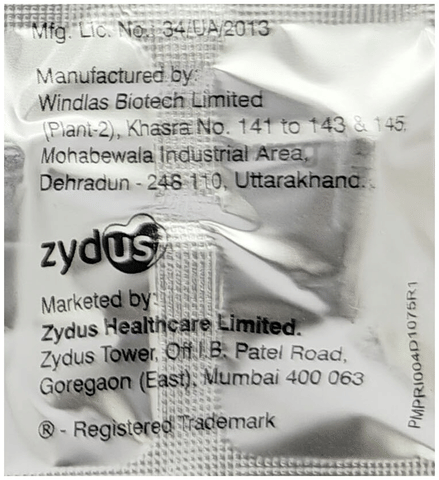 Mfg. Lic. No.: 34/UA/2013
Manufactured by:
Windlas Biotech Limited
(Plant-2), Khasra No. 141 to 143 & 145,
Mohabewala Industrial Area,
Dehradun - 248 110, Uttarakhand.
zydus
Marketed by:
Zydus Healthcare Limited.
Zydus Tower, Off I.B. Patel Road,
Goregaon (East), Mumbai 400 063
® - Registered Trademark
PMPRI004D1075R1